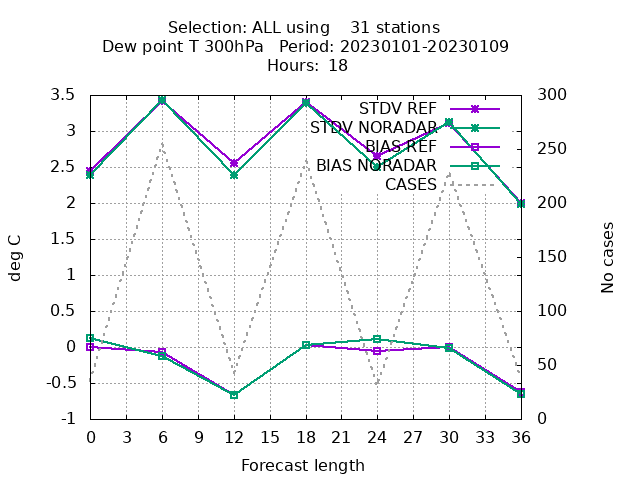 Selection: ALL using    31 stations
Dew point T 300hPa   Period: 20230101-20230109
Hours: 18
3.5
3
2.5
2
1.5
1
0.5
0
-0.5
-1
deg C
300
250
200
150
100
50
0
No cases
STDV REF
STDV NORADAR
BIAS REF
BIAS NORADAR
CASES
0 3 6 9 12 15 18 21 24 27 30 33 36
Forecast length